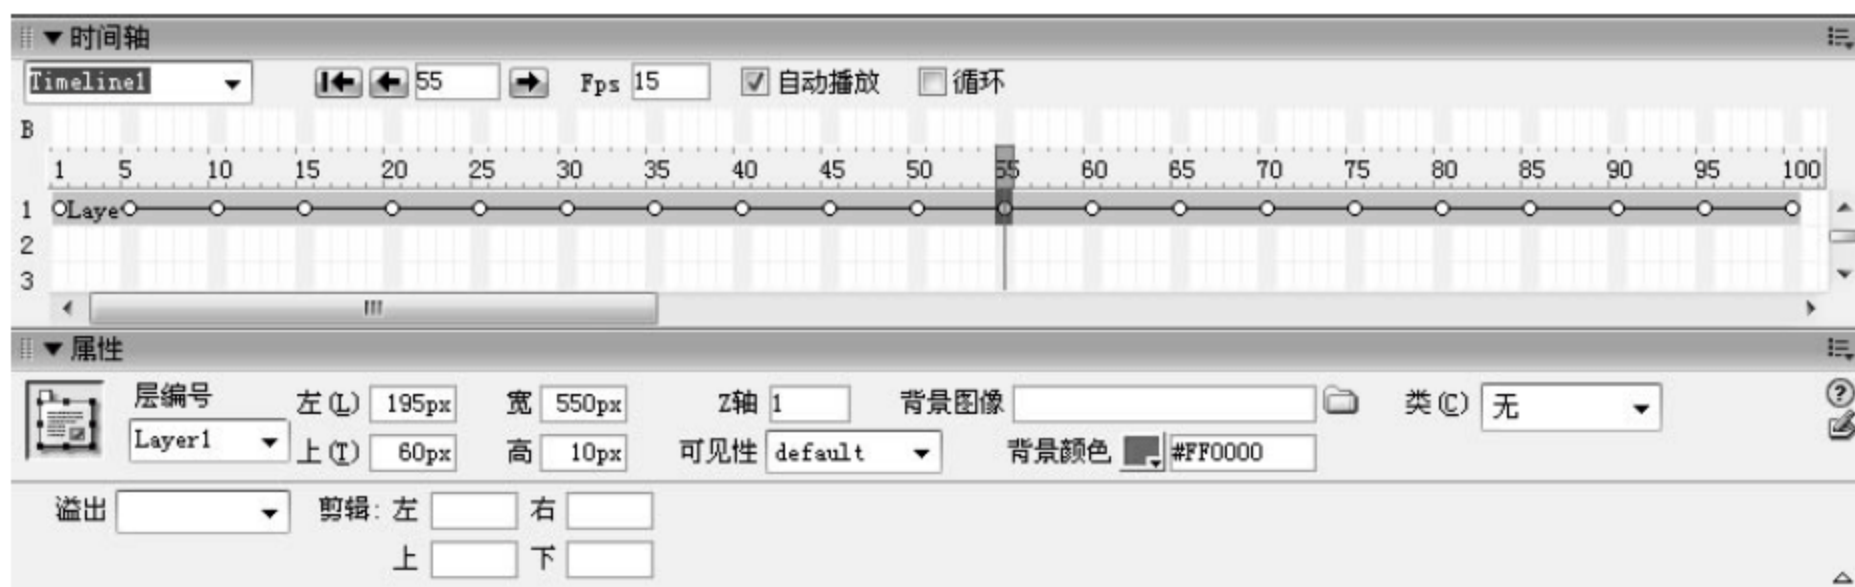 时间轴
Timeline1 55 Fps 15 自动播放 循环
B
1 5 10 15 20 25 30 35 40 45 50 55 60 65 70 75 80 85 90 95 100
1 Laye
2
3
属性
层编号 左(L) 195px 宽 550px Z轴 1 背景图像 类(C) 无
Layer1 上(T) 60px 高 10px 可见性 default 背景颜色 #FF0000
溢出 剪辑: 左 右
上 下